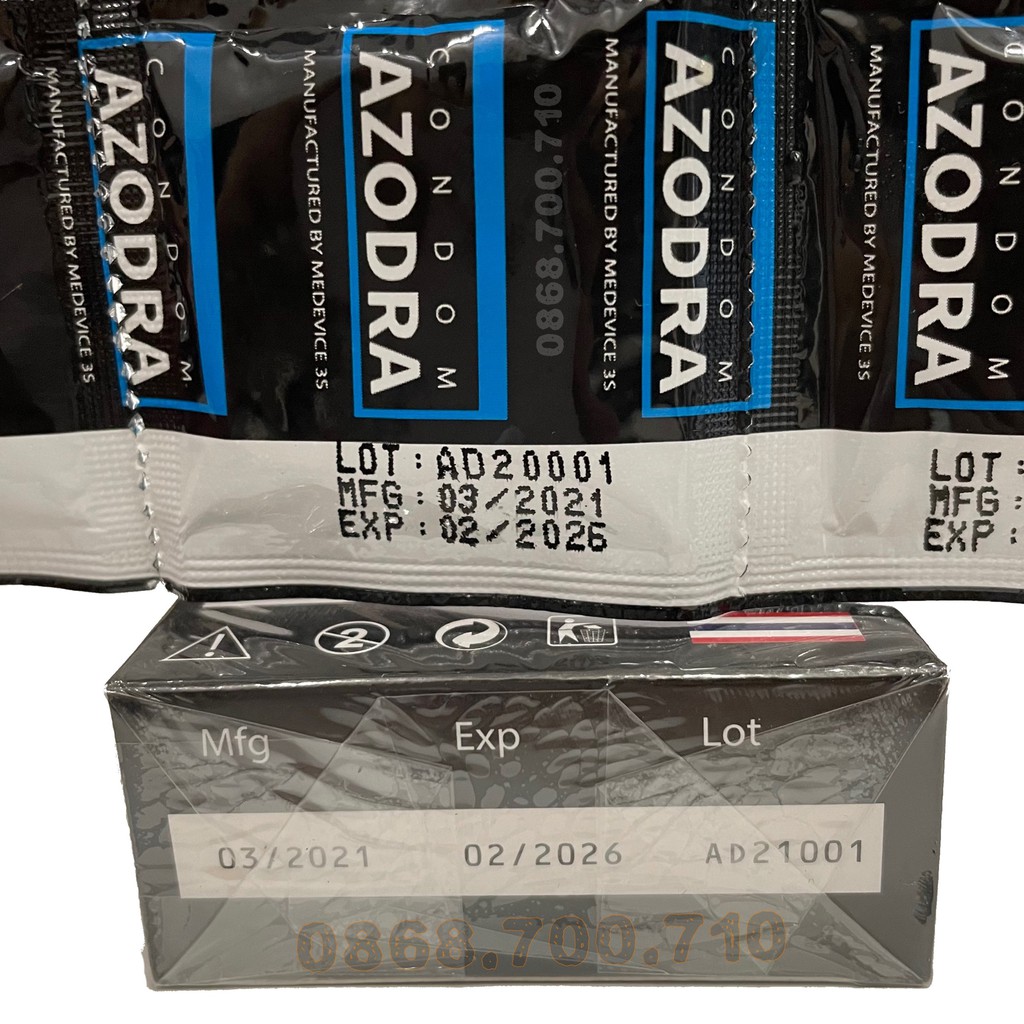 CONDOM
AZODRA
MANUFACTURED BY MEDEVICE 3S
CONDOM
AZODRA
MANUFACTURED BY MEDEVICE 3S
0868.700.710
CONDOM
AZODRA
MANUFACTURED BY MEDEVICE 3S
CONDOM
AZODRA
MANUFACTURED BY MEDEVICE 3S
LOT: AD20001
MFG: 03/2021
EXP: 02/2026
LOT:
MFG:
EXP:
2
Mfg Exp Lot
03/2021 02/2026 AD21001
0868.700.710